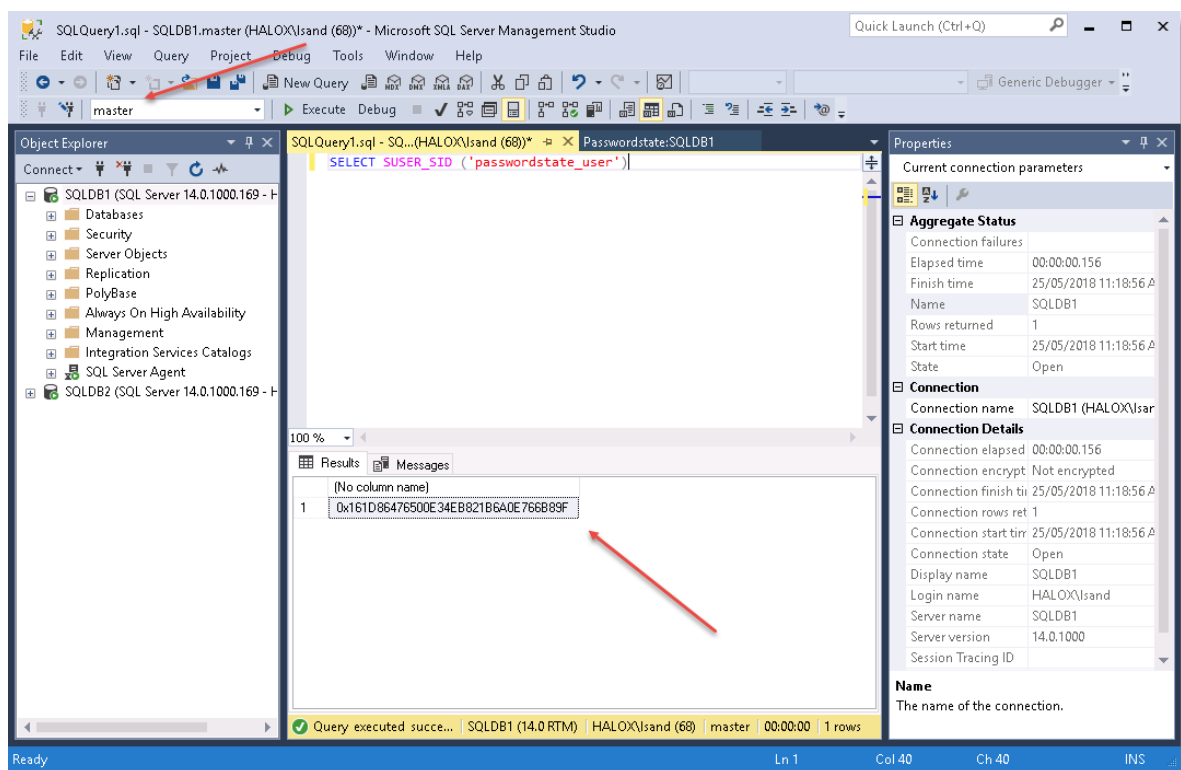 SQLQuery1.sql - SQLDB1.master (HALOX\lsand (68))* - Microsoft SQL Server Management Studio
Quick Launch (Ctrl+Q)
File Edit View Query Project Debug Tools Window Help
New Query MDX DMX XMLA DAX Generic Debugger
master Execute Debug
Object Explorer
Connect
SQLDB1 (SQL Server 14.0.1000.169 - H
Databases
Security
Server Objects
Replication
PolyBase
Always On High Availability
Management
Integration Services Catalogs
SQL Server Agent
SQLDB2 (SQL Server 14.0.1000.169 - H
SQLQuery1.sql - SQ...(HALOX\lsand (68))* Passwordstate:SQLDB1
SELECT SUSER_SID ('passwordstate_user')
100 %
Results Messages
(No column name)
1 0x161D86476500E34EB821B6A0E766B89F
Query executed succe... SQLDB1 (14.0 RTM) HALOX\lsand (68) master 00:00:00 1 rows
Properties
Current connection parameters
Aggregate Status
Connection failures
Elapsed time 00:00:00.156
Finish time 25/05/2018 11:18:56 A
Name SQLDB1
Rows returned 1
Start time 25/05/2018 11:18:56 A
State Open
Connection
Connection name SQLDB1 (HALOX\lsar
Connection Details
Connection elapsed 00:00:00.156
Connection encrypt Not encrypted
Connection finish tii 25/05/2018 11:18:56 A
Connection rows ret 1
Connection start tim 25/05/2018 11:18:56 A
Connection state Open
Display name SQLDB1
Login name HALOX\lsand
Server name SQLDB1
Server version 14.0.1000
Session Tracing ID
Name
The name of the connection.
Ready Ln 1 Col 40 Ch 40 INS